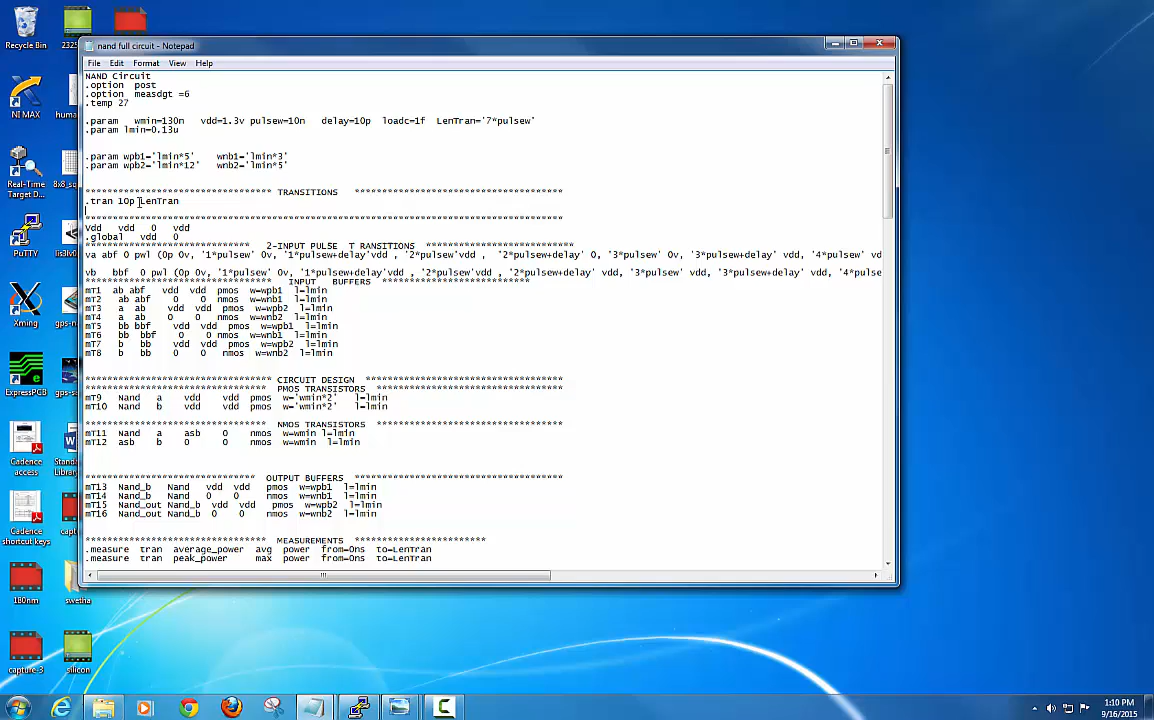 Recycle Bin
2325
nand full circuit - Notepad
File Edit Format View Help
NAND Circuit
.option post
.option measdgt =6
.temp 27
.param wmin=130n vdd=1.3v pulsew=10n delay=10p loadc=1f LenTran='7*pulsew'
.param lmin=0.13u
.param wpb1='lmin*5' wnb1='lmin*3'
.param wpb2='lmin*12' wnb2='lmin*5'
********************************** TRANSITIONS **************************************
.tran 10p LenTran
***************************************************************************************
Vdd vdd 0 vdd
.global vdd 0
****************************** 2-INPUT PULSE T RANSITIONS ***************************
va abf 0 pwl (0p 0v, '1*pulsew' 0v, '1*pulsew+delay'vdd , '2*pulsew'vdd , '2*pulsew+delay' 0, '3*pulsew' 0v, '3*pulsew+delay' vdd, '4*pulsew' vd
vb bbf 0 pwl (0p 0v, '1*pulsew' 0v, '1*pulsew+delay'vdd , '2*pulsew'vdd , '2*pulsew+delay' vdd, '3*pulsew' vdd, '3*pulsew+delay' vdd, '4*pulse
********************************** INPUT BUFFERS *****************************
mT1 ab abf vdd vdd pmos w=wpb1 l=lmin
mT2 ab abf 0 0 nmos w=wnb1 l=lmin
mT3 a ab vdd vdd pmos w=wpb2 l=lmin
mT4 a ab 0 0 nmos w=wnb2 l=lmin
mT5 bb bbf vdd vdd pmos w=wpb1 l=lmin
mT6 bb bbf 0 0 nmos w=wnb1 l=lmin
mT7 b bb vdd vdd pmos w=wpb2 l=lmin
mT8 b bb 0 0 nmos w=wnb2 l=lmin
********************************** CIRCUIT DESIGN ************************************
********************************** PMOS TRANSISTORS ************************************
mT9 Nand a vdd vdd pmos w='wmin*2' l=lmin
mT10 Nand b vdd vdd pmos w='wmin*2' l=lmin
********************************** NMOS TRANSISTORS ************************************
mT11 Nand a asb 0 nmos w=wmin l=lmin
mT12 asb b 0 0 nmos w=wmin l=lmin
******************************* OUTPUT BUFFERS **************************************
mT13 Nand_b Nand vdd vdd pmos w=wpb1 l=lmin
mT14 Nand_b Nand 0 0 nmos w=wnb1 l=lmin
mT15 Nand_out Nand_b vdd vdd pmos w=wpb2 l=lmin
mT16 Nand_out Nand_b 0 0 nmos w=wnb2 l=lmin
********************************* MEASUREMENTS ************************
.measure tran average_power avg power from=0ns to=LenTran
.measure tran peak_power max power from=0ns to=LenTran
NI MAX
huma
Real-Time Target D...
8x8_sq
PuTTY
lis3lv0
Xming
gps-n
ExpressPCB
gps-sa
Cadence access
Standa Library
Cadence shortcut keys
capt
180nm
swetha
capture-3
silicon
1:10 PM
9/16/2015